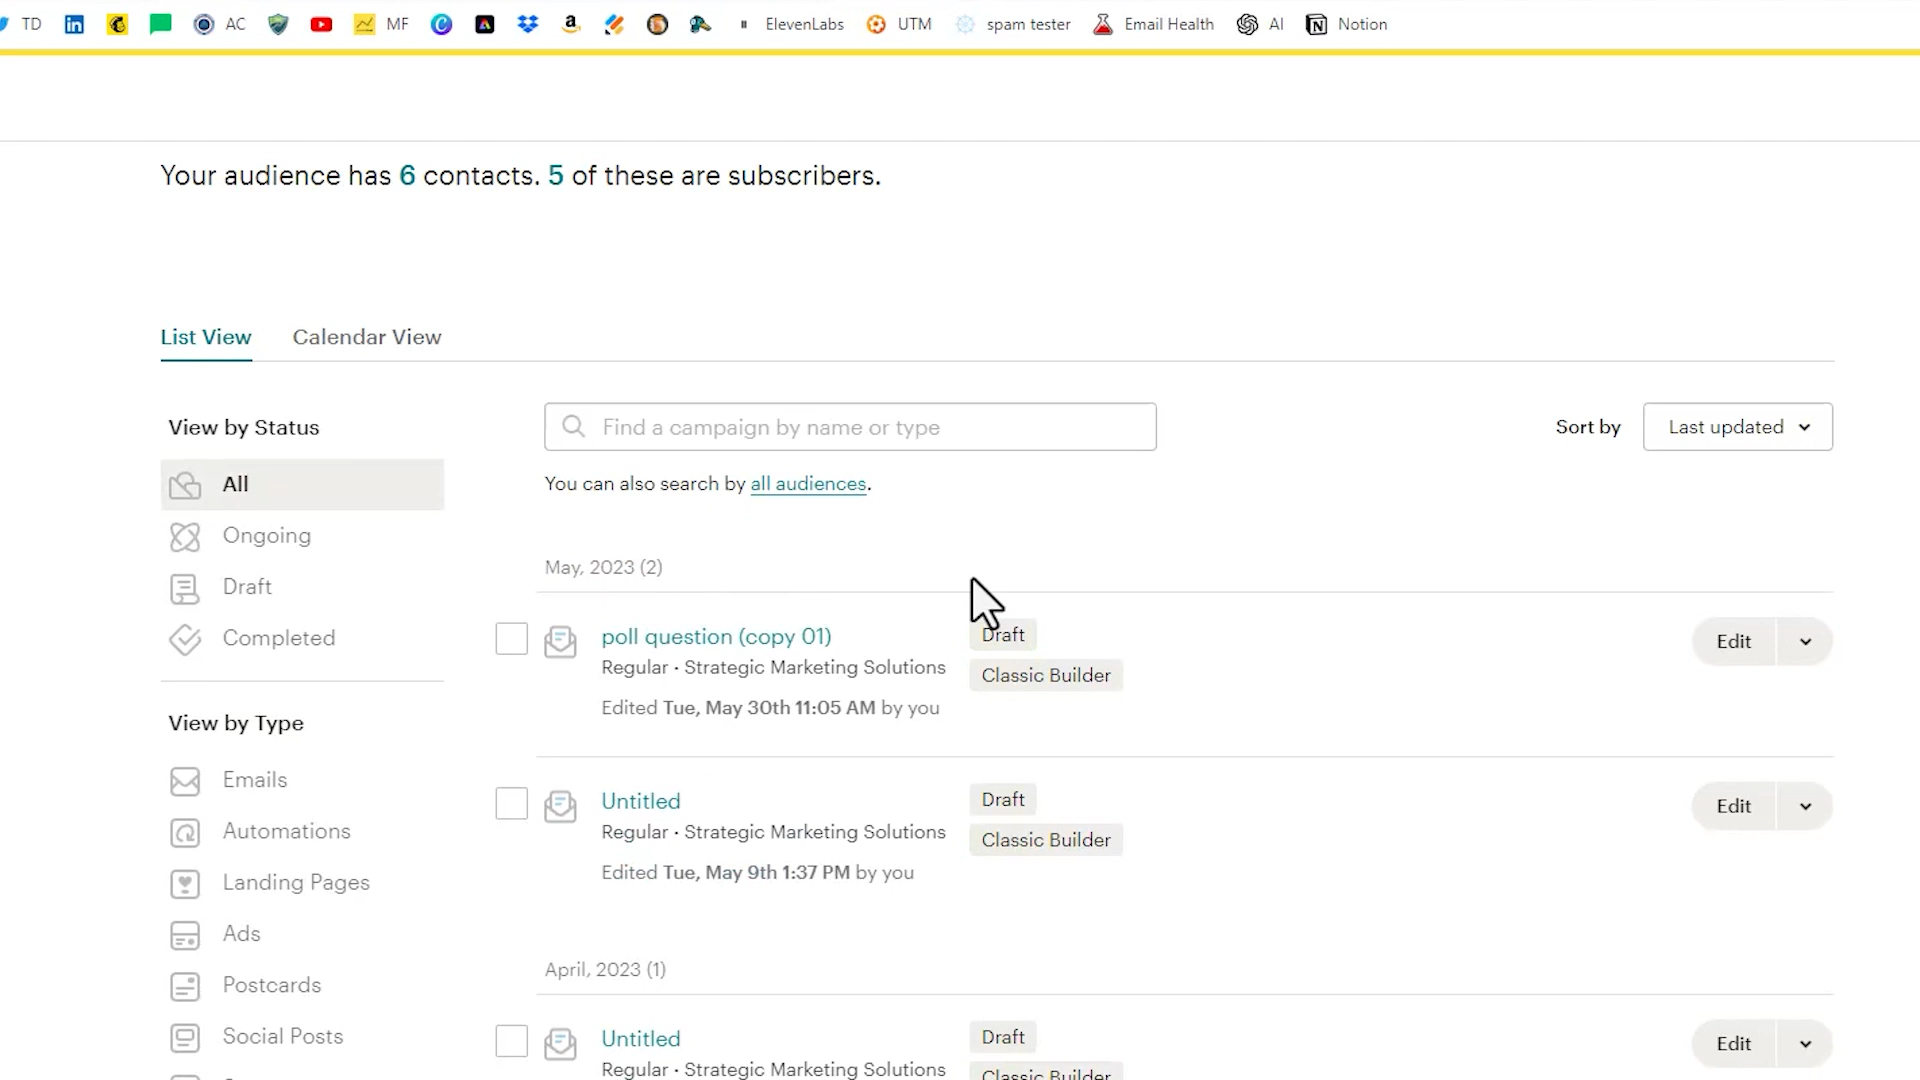 TD
AC
MF
ElevenLabs
UTM
spam tester
Email Health
AI
Notion
Your audience has 6 contacts. 5 of these are subscribers.
List View
Calendar View
View by Status
All
Ongoing
Draft
Completed
View by Type
Emails
Automations
Landing Pages
Ads
Postcards
Social Posts
Find a campaign by name or type
Sort by
Last updated
You can also search by all audiences.
May, 2023 (2)
poll question (copy 01)
Regular · Strategic Marketing Solutions
Edited Tue, May 30th 11:05 AM by you
Draft
Classic Builder
Edit
Untitled
Regular · Strategic Marketing Solutions
Edited Tue, May 9th 1:37 PM by you
Draft
Classic Builder
Edit
April, 2023 (1)
Untitled
Regular · Strategic Marketing Solutions
Draft
Classic Builder
Edit